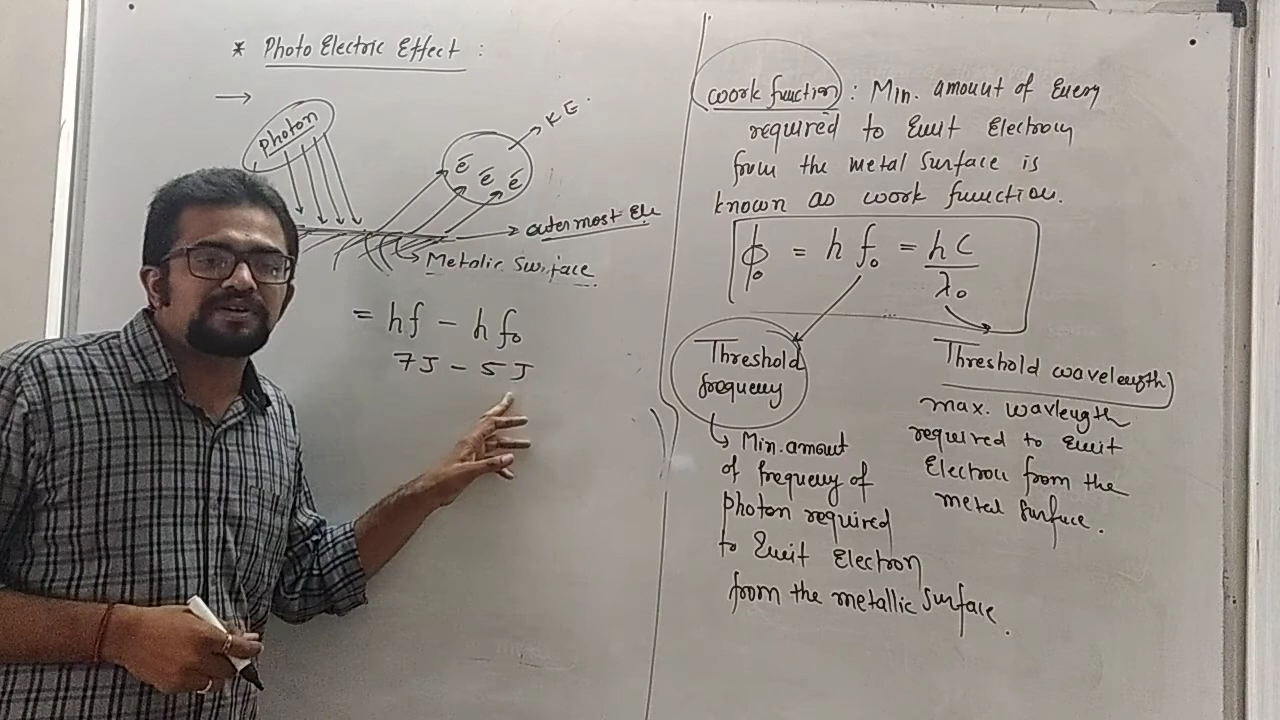 * Photo Electric Effect :
→
photon
K E .
é é é
outermost Ele
Metalic Surface
= hf - hf₀
7J - 5J
work function : Min. amount of Energy
required to Emit Electrons
from the metal surface is
known as work function.
ϕ₀ = h f₀ = h C / λ₀
Threshold
frequency
Min. amount
of frequency of
photon required
to Emit Electron
from the metallic surface.
Threshold wavelength
max. wavlength
required to Emit
Electron from the
metal surface.